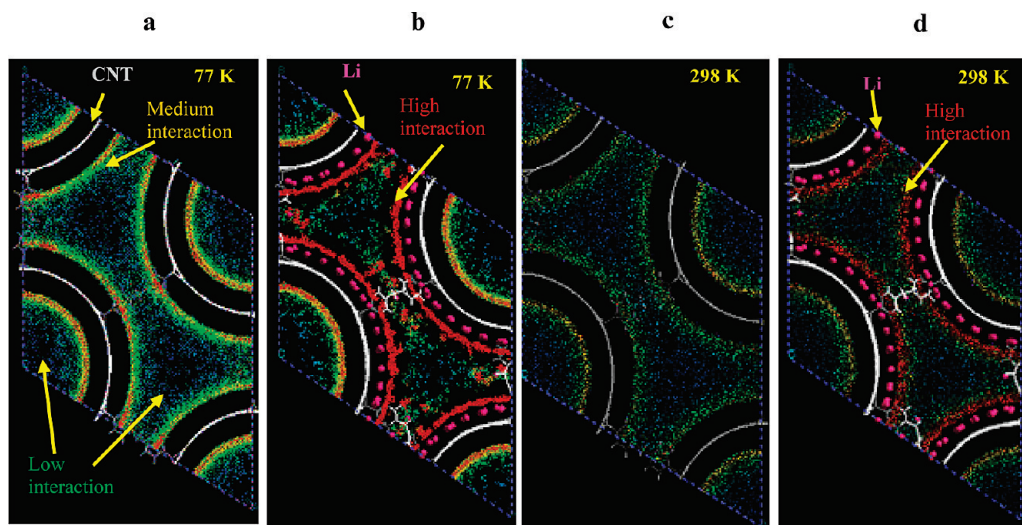 a
b
c
d
CNT
77 K
Medium
interaction
Low
interaction
Li
77 K
High
interaction
298 K
298 K
Li
High
interaction